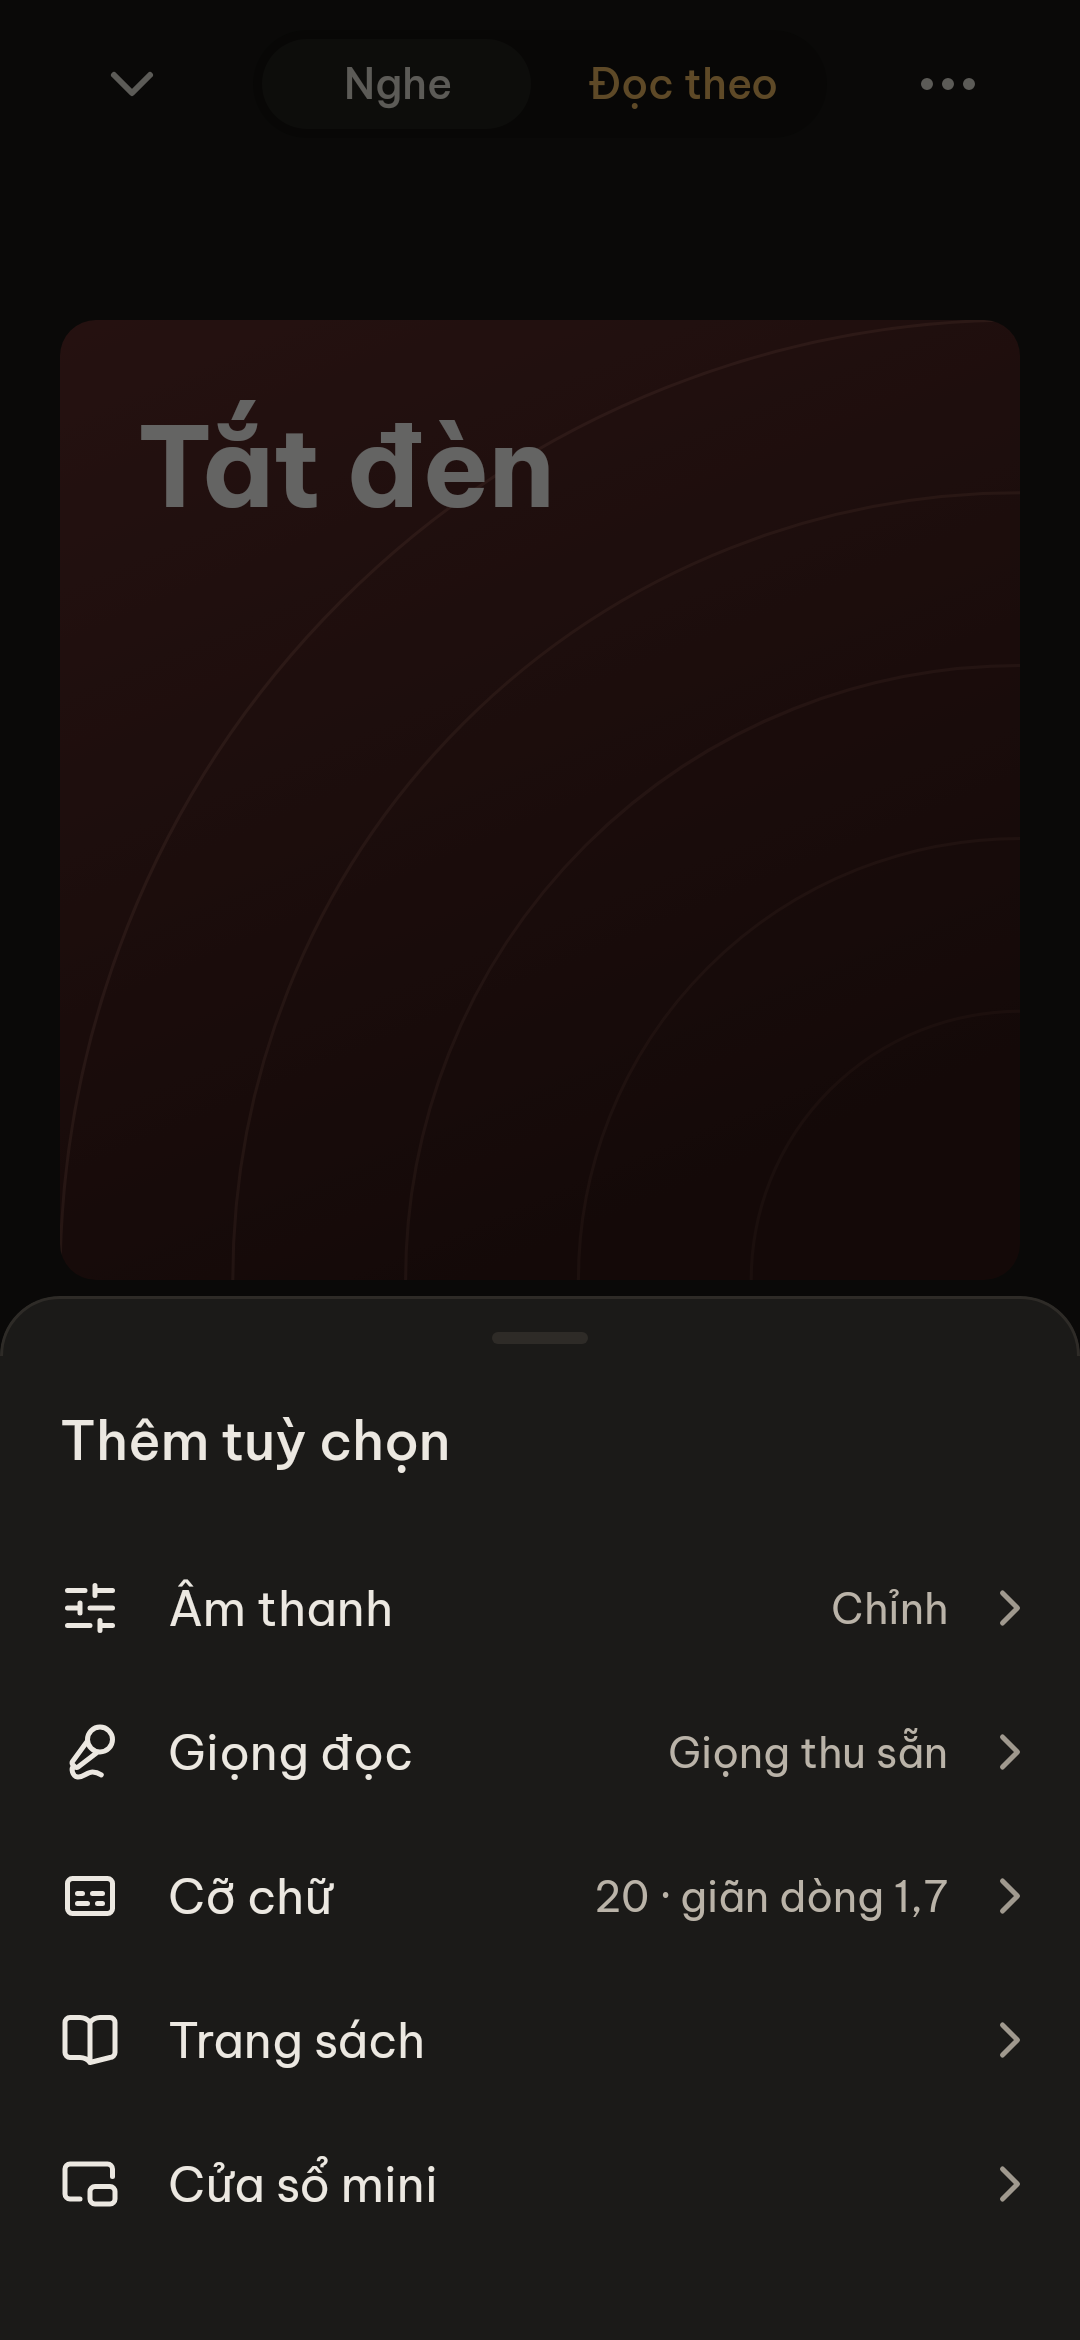 Nghe Đọc theo
Tắt đèn
Thêm tuỳ chọn
Âm thanh Chỉnh
Giọng đọc Giọng thu sẵn
Cỡ chữ 20 · giãn dòng 1,7
Trang sách
Cửa sổ mini